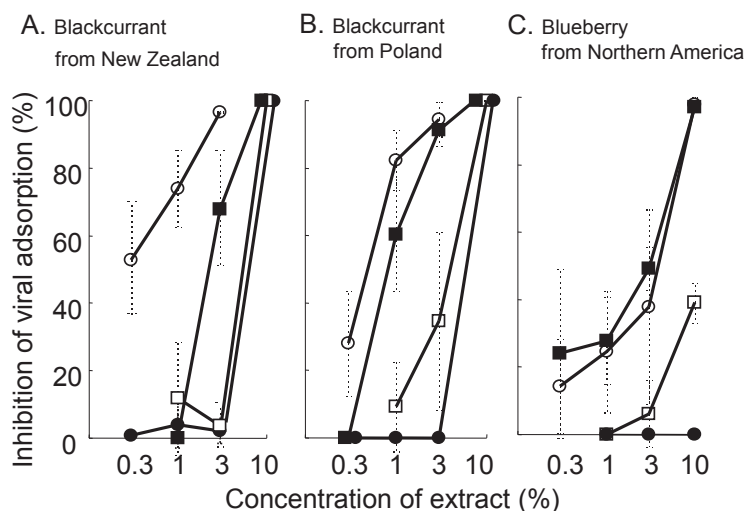 A. Blackcurrant
from New Zealand
B. Blackcurrant
from Poland
C. Blueberry
from Northern America
Inhibition of viral adsorption (%)
100
80
60
40
20
0
0.3 1 3 10
0.3 1 3 10
0.3 1 3 10
Concentration of extract (%)